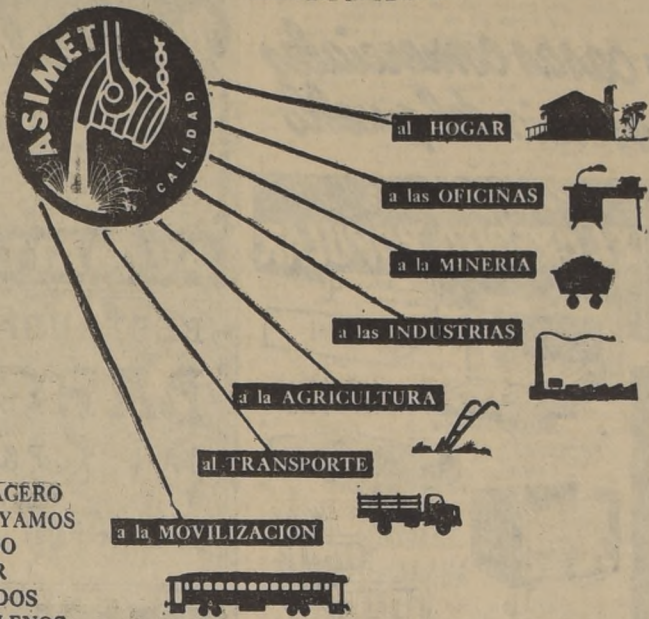 ASIMET
CALIDAD
al HOGAR
a las OFICINAS
a la MINERIA
a las INDUSTRIAS
a la AGRICULTURA
al TRANSPORTE
a la MOVILIZACION
ACERO
YAMOS
O
R
DOS
LENOS